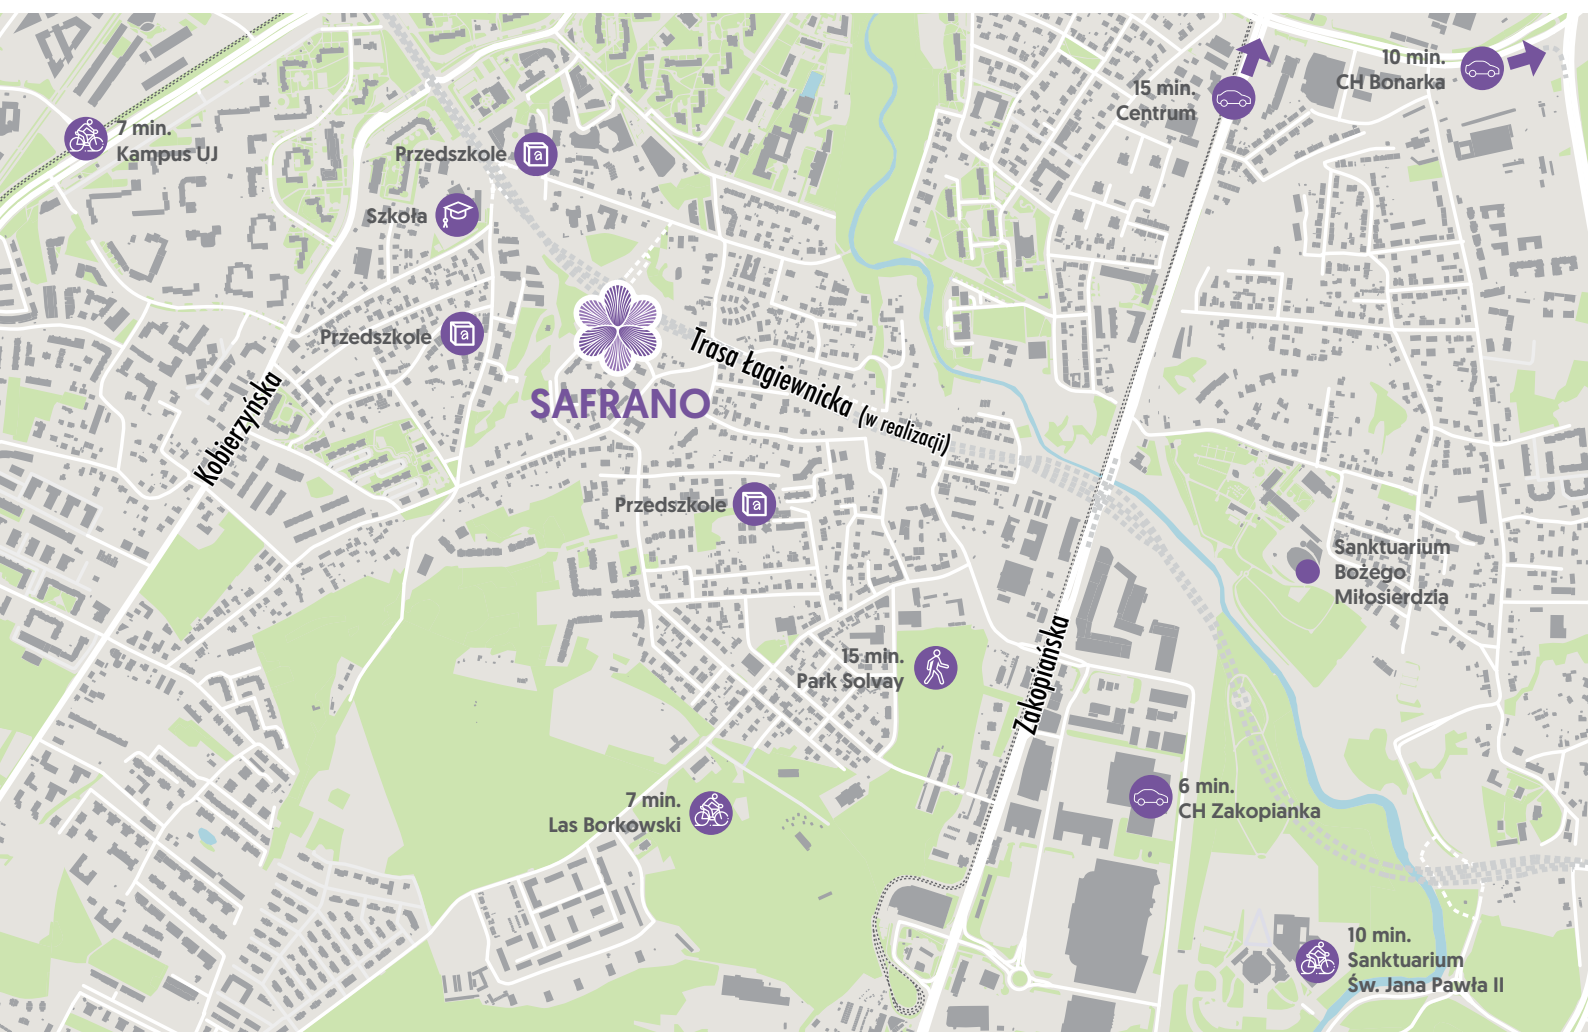 10 min.
CH Bonarka
15 min.
Centrum
7 min.
Kampus UJ
Przedszkole
a
Szkoła
Przedszkole
a
SAFRANO
Trasa Łagiewnicka (w realizacji)
Kobierzyńska
Przedszkole
a
Sanktuarium
Bożego
Miłosierdzia
15 min.
Park Solvay
Zakopiańska
7 min.
Las Borkowski
6 min.
CH Zakopianka
10 min.
Sanktuarium
Św. Jana Pawła II